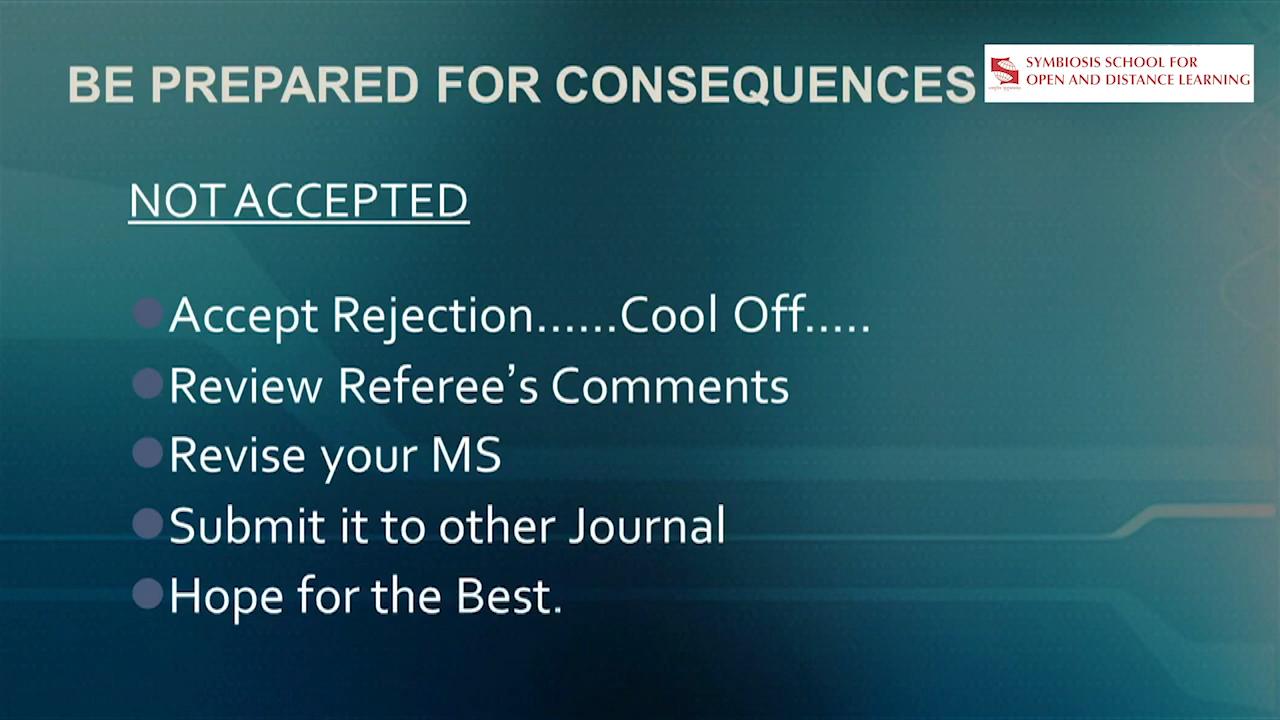 BE PREPARED FOR CONSEQUENCES
SYMBIOSIS SCHOOL FOR
OPEN AND DISTANCE LEARNING
NOT ACCEPTED
Accept Rejection......Cool Off.....
Review Referee’s Comments
Revise your MS
Submit it to other Journal
Hope for the Best.